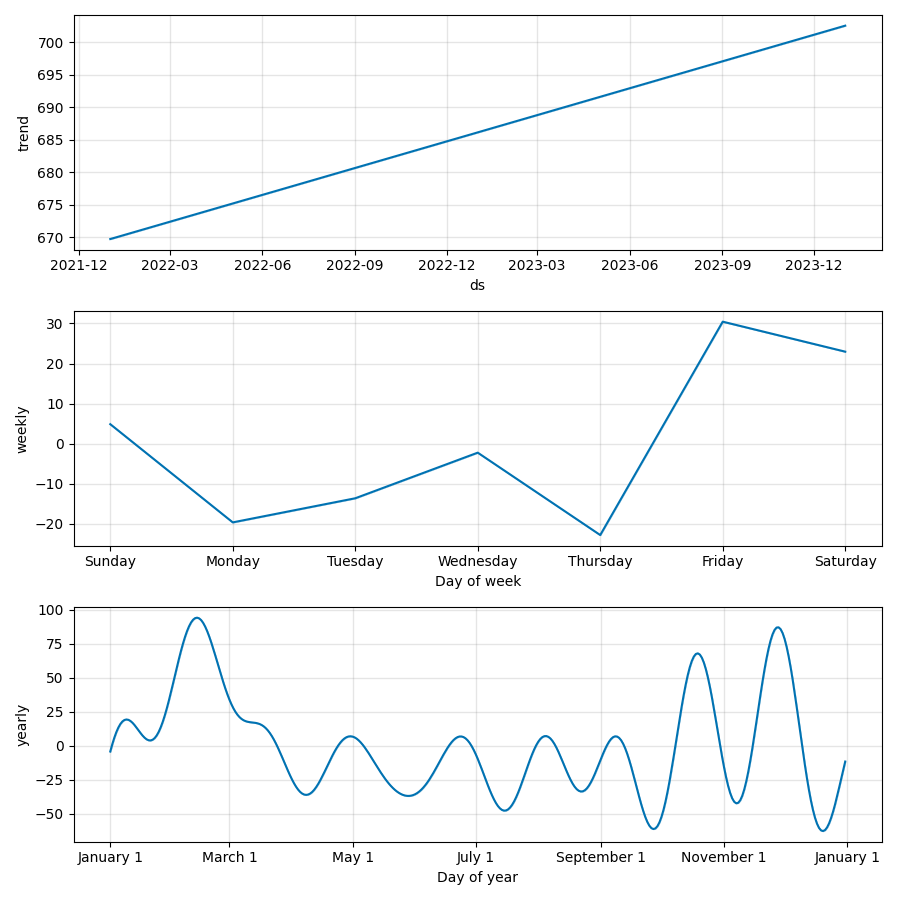 700
695
690
685
680
675
670
trend
2021-12 2022-03 2022-06 2022-09 2022-12 2023-03 2023-06 2023-09 2023-12
ds
30
20
10
0
−10
−20
weekly
Sunday Monday Tuesday Wednesday Thursday Friday Saturday
Day of week
100
75
50
25
0
−25
−50
yearly
January 1 March 1 May 1 July 1 September 1 November 1 January 1
Day of year